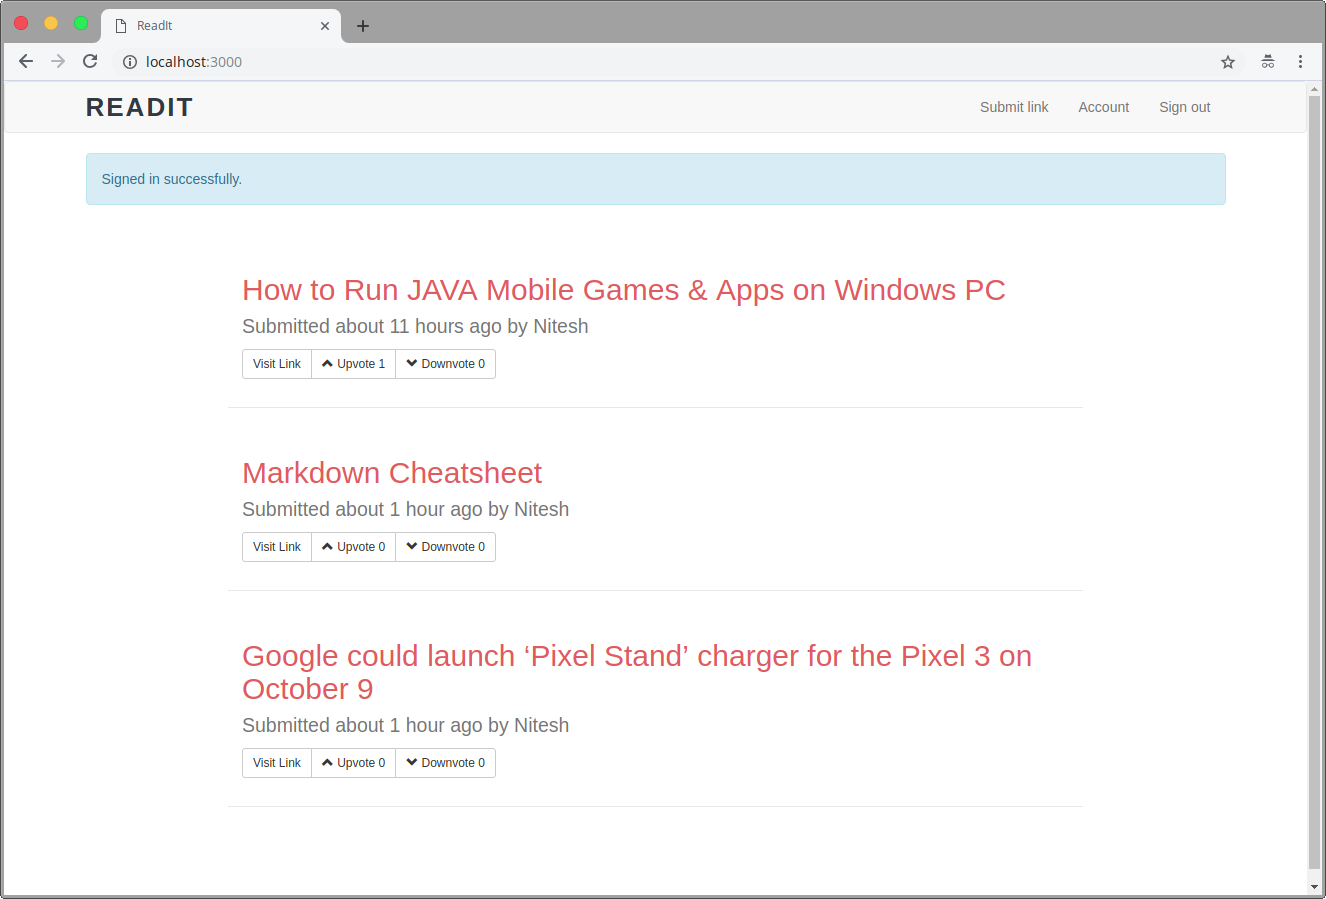 ReadIt
localhost:3000
READIT
Submit link Account Sign out
Signed in successfully.
How to Run JAVA Mobile Games & Apps on Windows PC
Submitted about 11 hours ago by Nitesh
Visit Link Upvote 1 Downvote 0
Markdown Cheatsheet
Submitted about 1 hour ago by Nitesh
Visit Link Upvote 0 Downvote 0
Google could launch ‘Pixel Stand’ charger for the Pixel 3 on
October 9
Submitted about 1 hour ago by Nitesh
Visit Link Upvote 0 Downvote 0